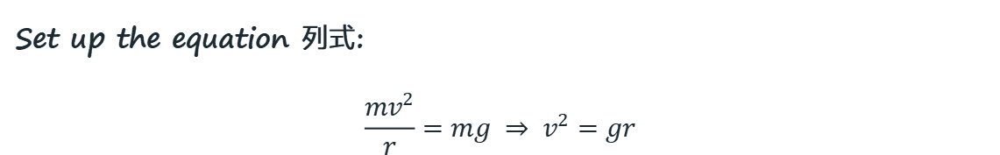 Set up the equation 列式:
mv²/r = mg ⇒ v² = gr